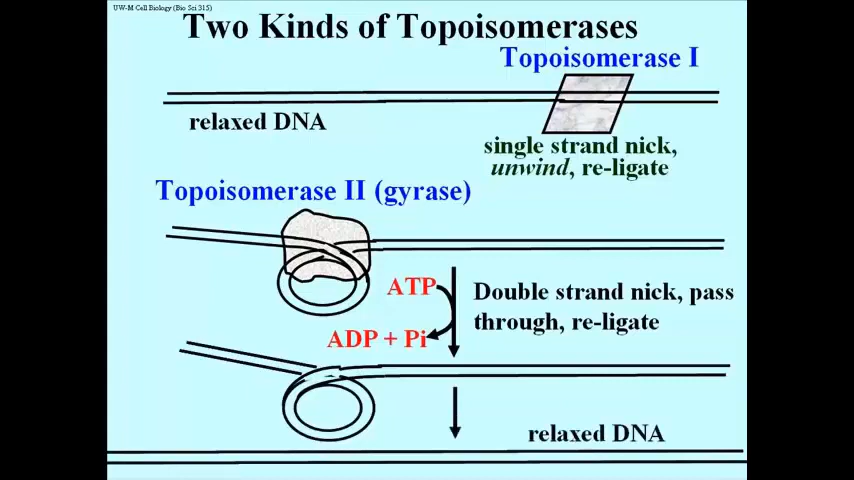 UW-M Cell Biology (Bio Sci 315)
Two Kinds of Topoisomerases
Topoisomerase I
relaxed DNA
single strand nick,
unwind, re-ligate
Topoisomerase II (gyrase)
ATP
Double strand nick, pass
through, re-ligate
ADP + Pi
relaxed DNA